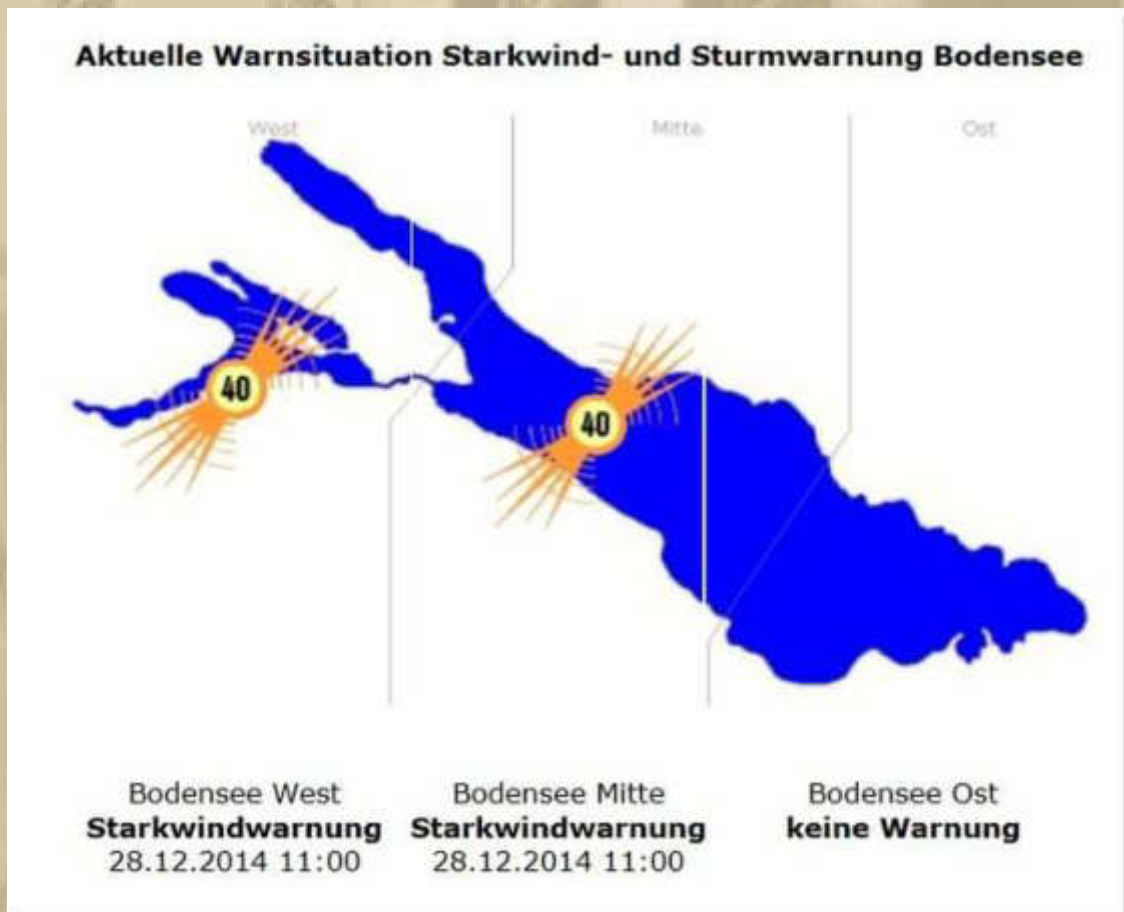 Aktuelle Warnsituation Starkwind- und Sturmwarnung Bodensee
West
Mitte
Ost
40
40
Bodensee West
Starkwindwarnung
28.12.2014 11:00
Bodensee Mitte
Starkwindwarnung
28.12.2014 11:00
Bodensee Ost
keine Warnung